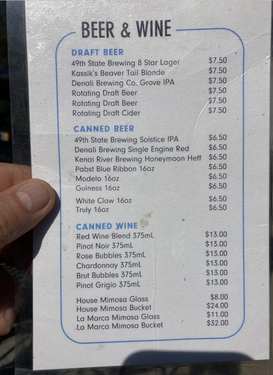 BEER & WINE
DRAFT BEER
49th State Brewing 8 Star Lager $7.50
Kassik's Beaver Tail Blonde $7.50
Denali Brewing Co. Grove IPA $7.50
Rotating Draft Beer $7.50
Rotating Draft Beer $7.50
Rotating Draft Cider $7.50
CANNED BEER
49th State Brewing Solstice IPA $6.50
Denali Brewing Single Engine Red $6.50
Kenai River Brewing Honeymoon Heff $6.50
Pabst Blue Ribbon 16oz $6.50
Modelo 16oz $6.50
Guiness 16oz $6.50
White Claw 16oz $6.50
Truly 16oz $6.50
CANNED WINE
Red Wine Blend 375mL $13.00
Pinot Noir 375mL $13.00
Rose Bubbles 375mL $13.00
Chardonnay 375mL $13.00
Brut Bubbles 375mL $13.00
Pinot Grigio 375mL $13.00
House Mimosa Glass $8.00
House Mimosa Bucket $24.00
La Marca Mimosa Glass $11.00
La Marca Mimosa Bucket $32.00